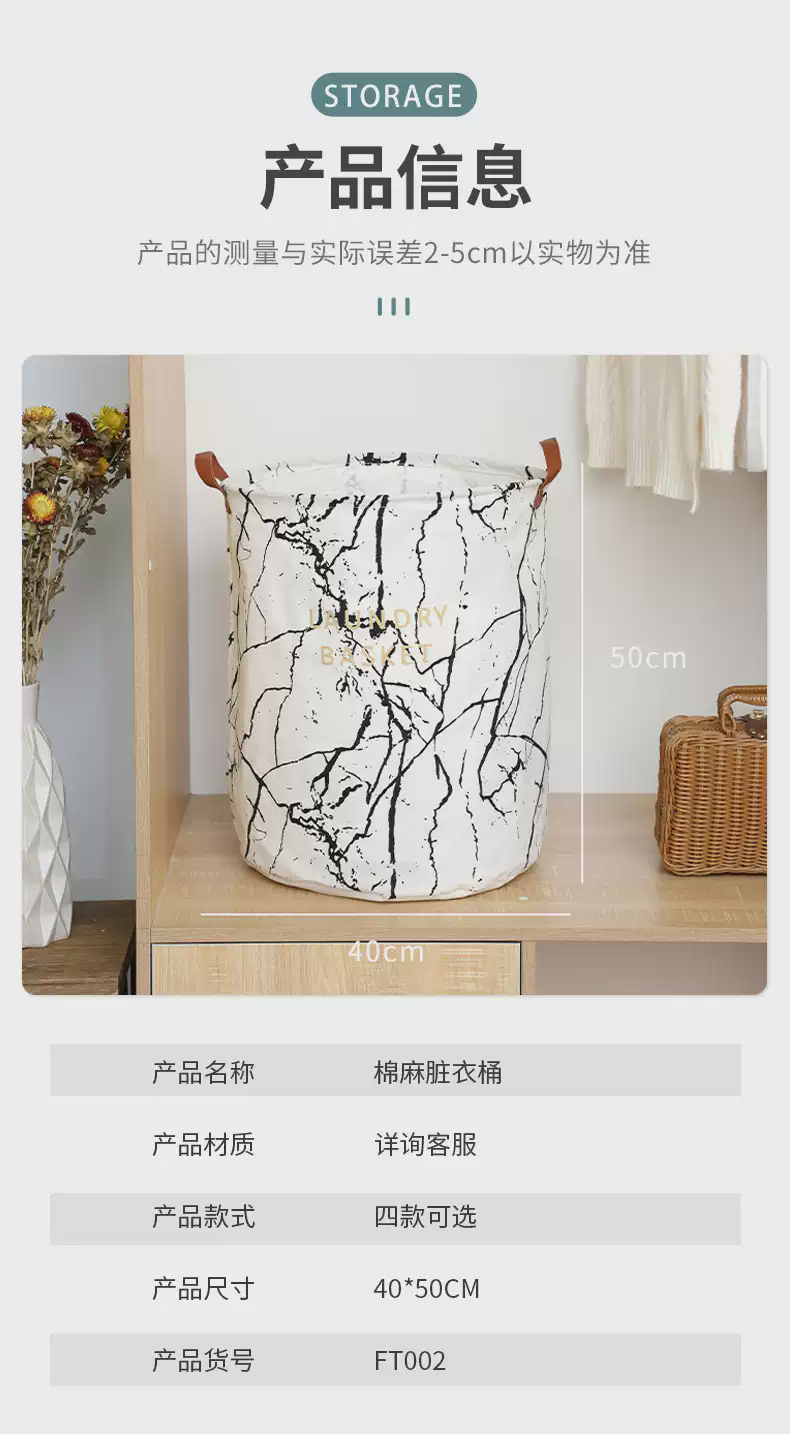 STORAGE
产品信息
产品的测量与实际误差2-5cm以实物为准
LAUNDRY
BASKET
50cm
40cm
产品名称 棉麻脏衣桶
产品材质 详询客服
产品款式 四款可选
产品尺寸 40*50CM
产品货号 FT002